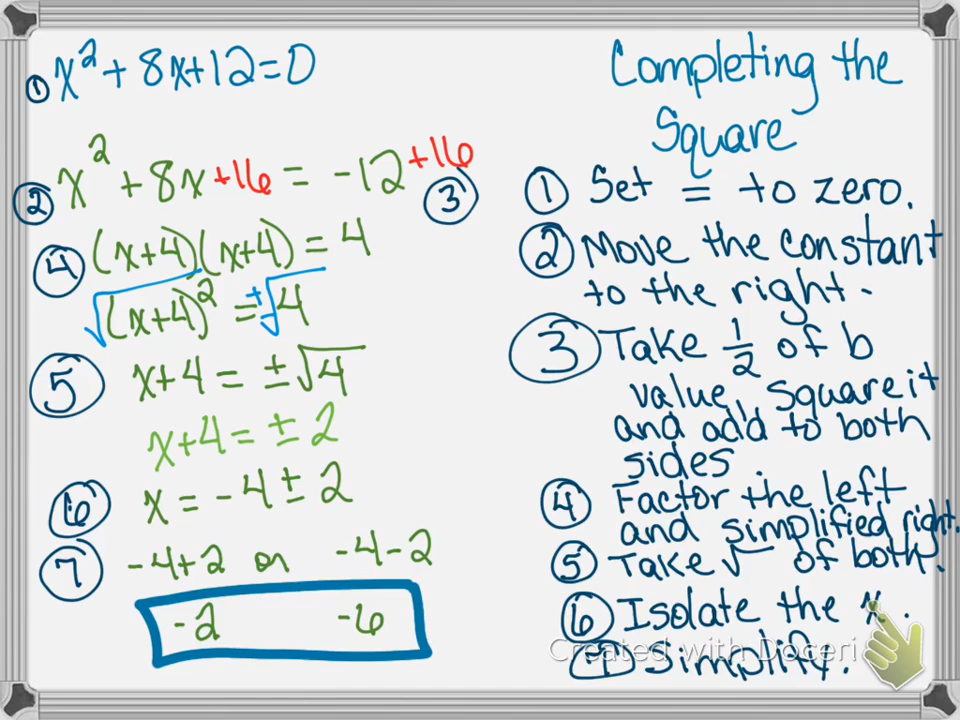 ① x² + 8x + 12 = 0
② x² + 8x + 16 = -12 + 16 ③
④ (x+4)(x+4) = 4
√(x+4)² = ±√4
⑤ x+4 = ±√4
x+4 = ± 2
⑥ x = -4 ± 2
⑦ -4+2 or -4-2
-2 -6
Completing the
Square
① Set = to zero.
② Move the constant
to the right.
③ Take 1/2 of b
value, square it
and add to both
sides
④ Factor the left
and simplified right.
⑤ Take √ of both.
⑥ Isolate the x.
⑦ Simplify.
Created with Doceri